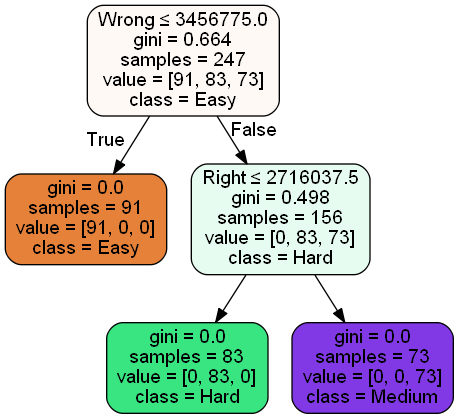 Wrong ≤ 3456775.0
gini = 0.664
samples = 247
value = [91, 83, 73]
class = Easy
True
False
gini = 0.0
samples = 91
value = [91, 0, 0]
class = Easy
Right ≤ 2716037.5
gini = 0.498
samples = 156
value = [0, 83, 73]
class = Hard
gini = 0.0
samples = 83
value = [0, 83, 0]
class = Hard
gini = 0.0
samples = 73
value = [0, 0, 73]
class = Medium